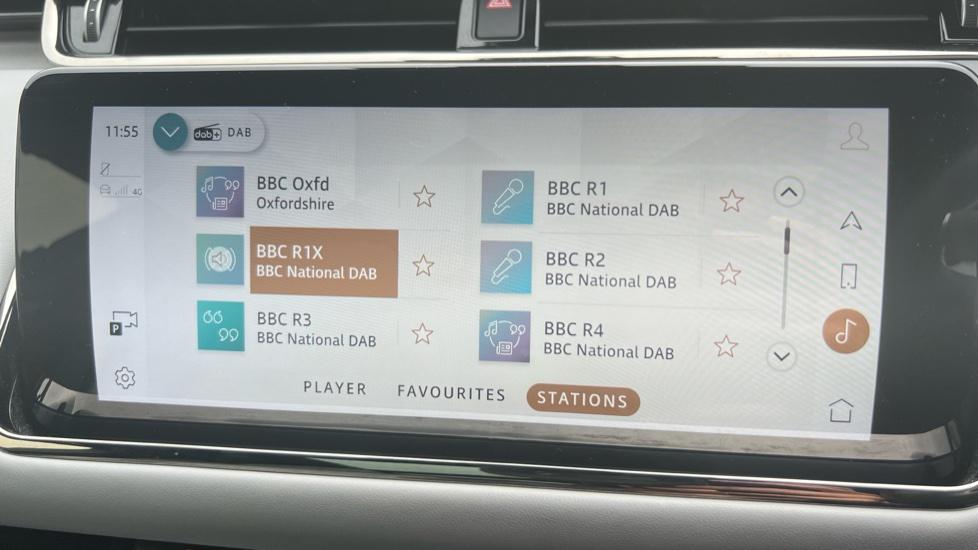 11:55
dab+ DAB
4G
BBC Oxfd
Oxfordshire
BBC R1
BBC National DAB
BBC R1X
BBC National DAB
BBC R2
BBC National DAB
BBC R3
BBC National DAB
BBC R4
BBC National DAB
P
PLAYER FAVOURITES STATIONS